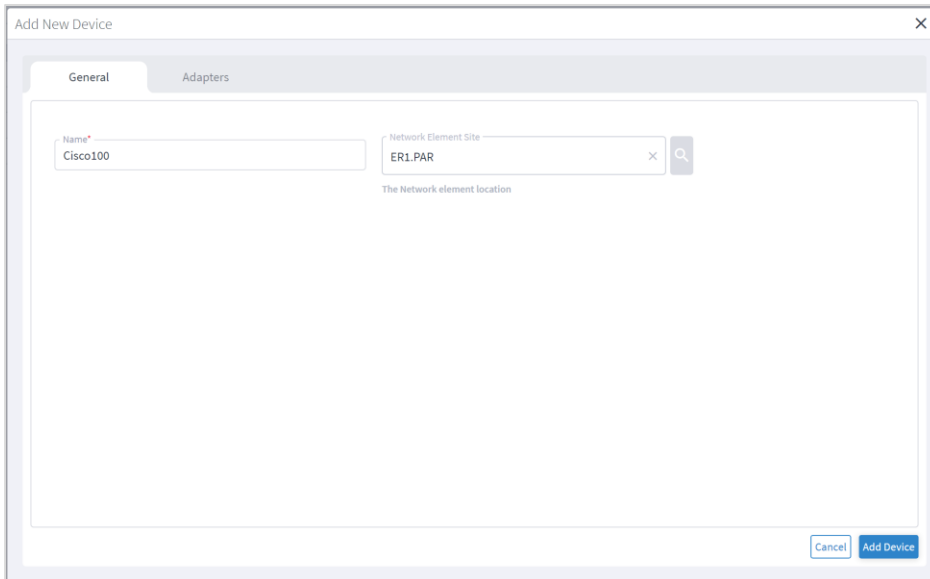 Add New Device
General Adapters
Name* Network Element Site
Cisco100 ER1.PAR
The Network element location
Cancel Add Device